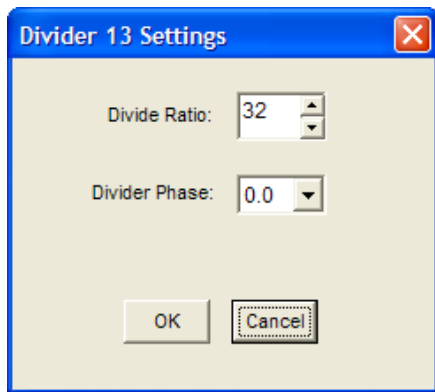 Divider 13 Settings
Divide Ratio: 32
Divider Phase: 0.0
OK Cancel